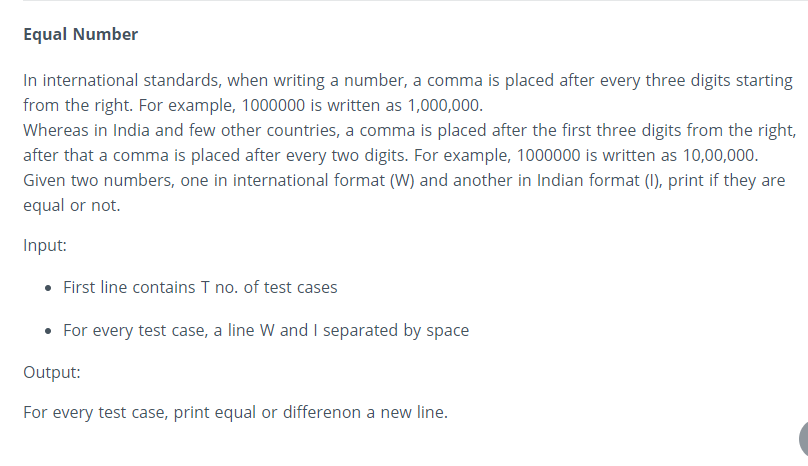 Equal Number
In international standards, when writing a number, a comma is placed after every three digits starting
from the right. For example, 1000000 is written as 1,000,000.
Whereas in India and few other countries, a comma is placed after the first three digits from the right,
after that a comma is placed after every two digits. For example, 1000000 is written as 10,00,000.
Given two numbers, one in international format (W) and another in Indian format (I), print if they are
equal or not.
Input:
• First line contains T no. of test cases
• For every test case, a line W and I separated by space
Output:
For every test case, print equal or differenon a new line.